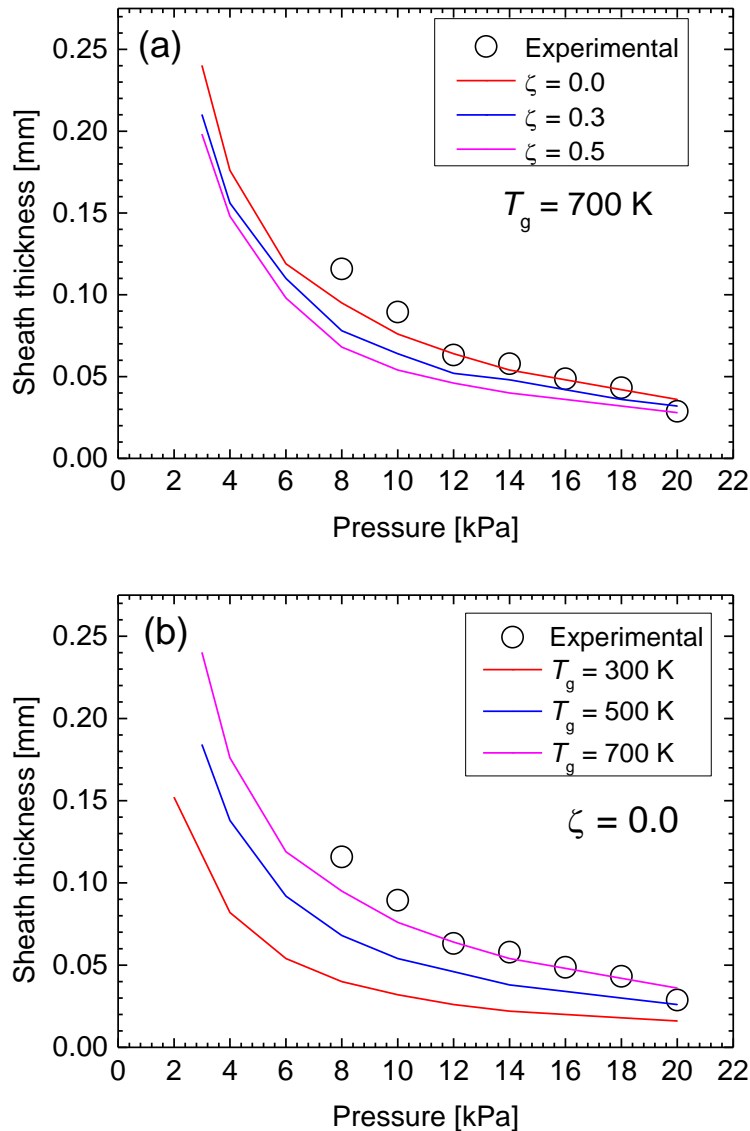 (a)
Experimental
ζ = 0.0
ζ = 0.3
ζ = 0.5
T_g = 700 K
Sheath thickness [mm]
0.25
0.20
0.15
0.10
0.05
0.00
0 2 4 6 8 10 12 14 16 18 20 22
Pressure [kPa]
(b)
Experimental
T_g = 300 K
T_g = 500 K
T_g = 700 K
ζ = 0.0
Sheath thickness [mm]
0.25
0.20
0.15
0.10
0.05
0.00
0 2 4 6 8 10 12 14 16 18 20 22
Pressure [kPa]